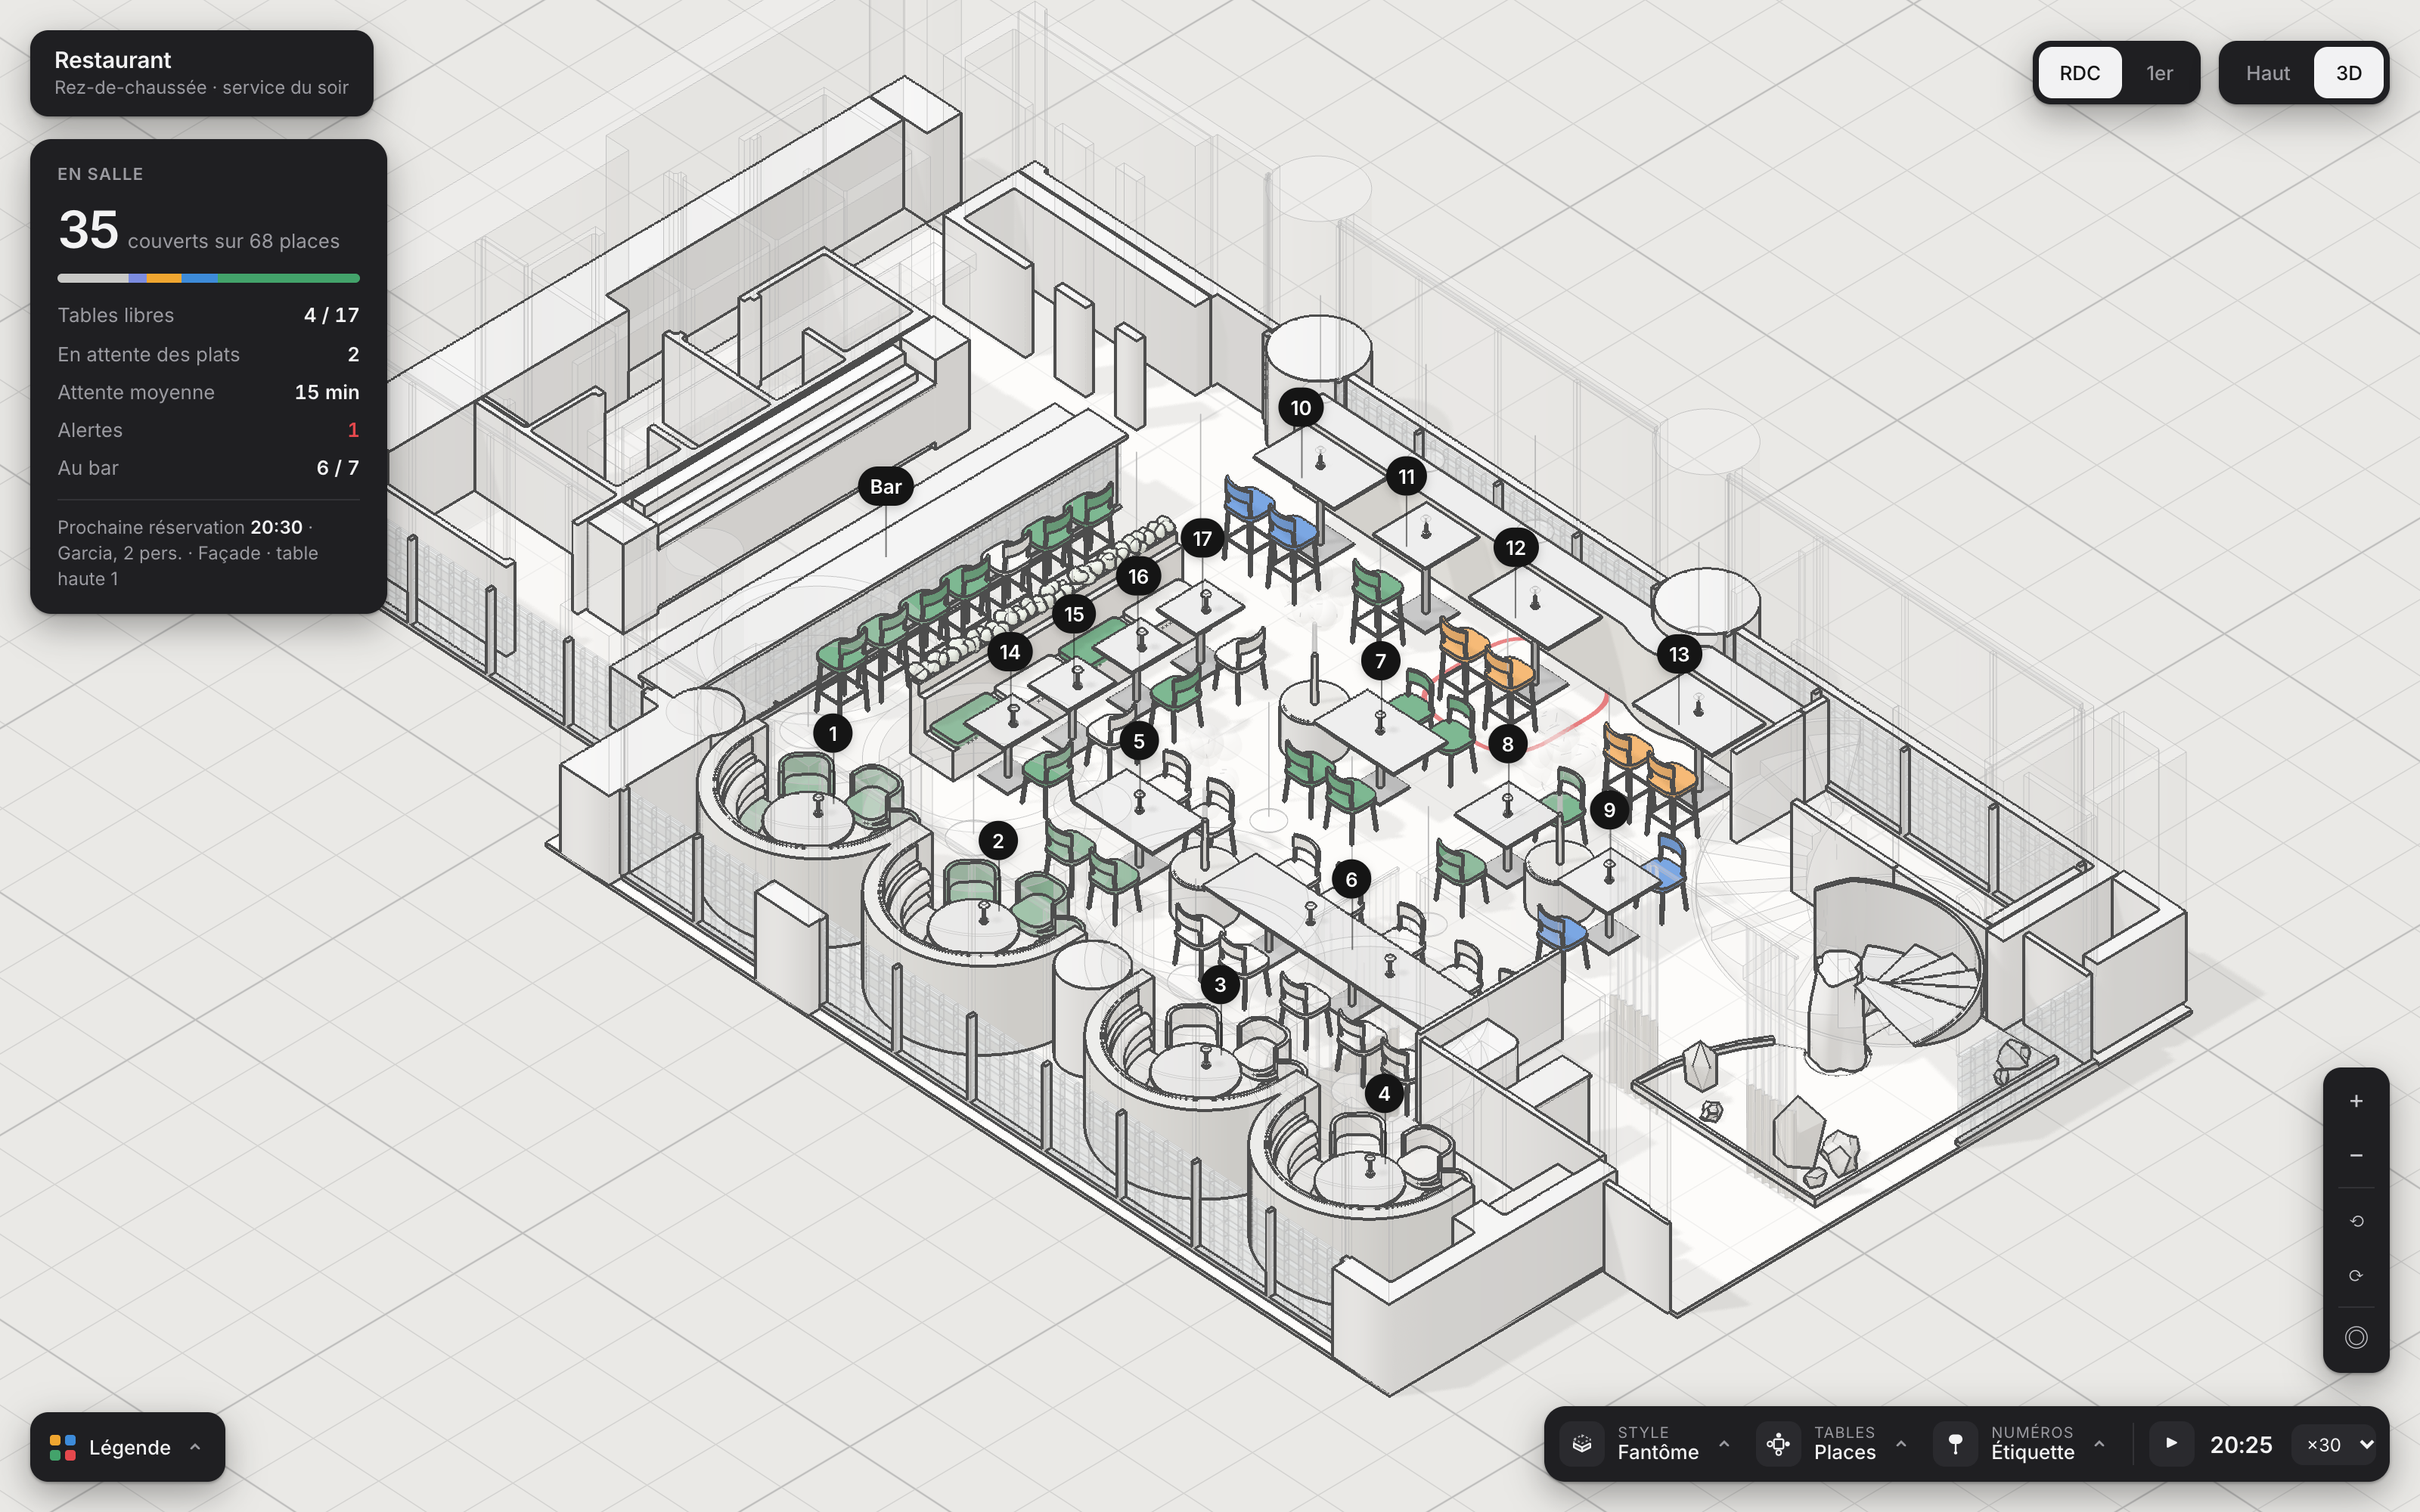 Restaurant
Rez-de-chaussée · service du soir
RDC 1er
Haut 3D
EN SALLE
35 couverts sur 68 places
Tables libres 4 / 17
En attente des plats 2
Attente moyenne 15 min
Alertes 1
Au bar 6 / 7
Prochaine réservation 20:30 ·
Garcia, 2 pers. · Façade · table
haute 1
10
11
Bar
17
12
16
15
14
13
7
1
5
8
9
2
6
3
4
+
−
Légende
STYLE
Fantôme
TABLES
Places
NUMÉROS
Étiquette
20:25
×30